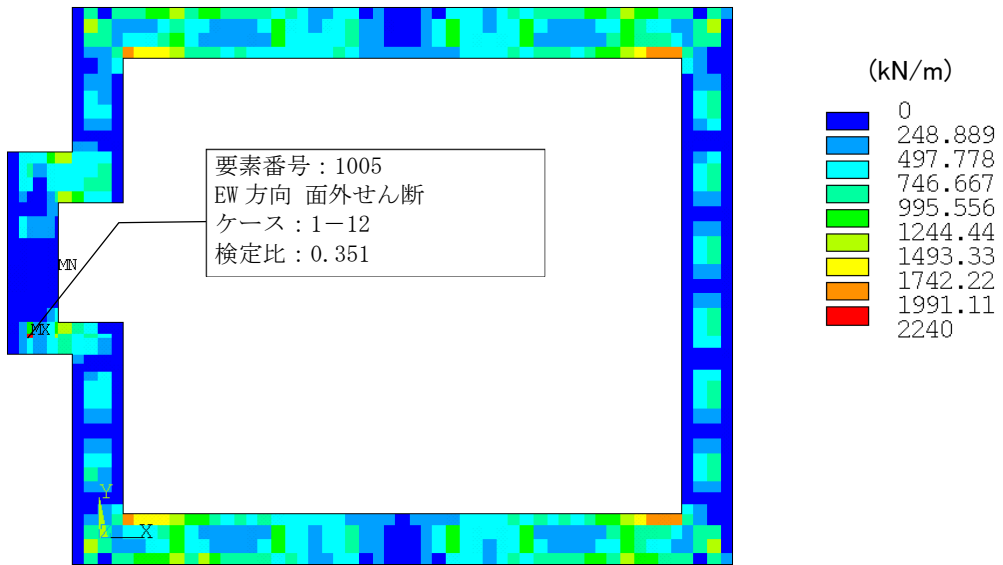 (kN/m)
0
248.889
497.778
746.667
995.556
1244.44
1493.33
1742.22
1991.11
2240
要素番号：1005
EW 方向 面外せん断
ケース：1－12
検定比：0.351
MN
MX
Y
Z
X